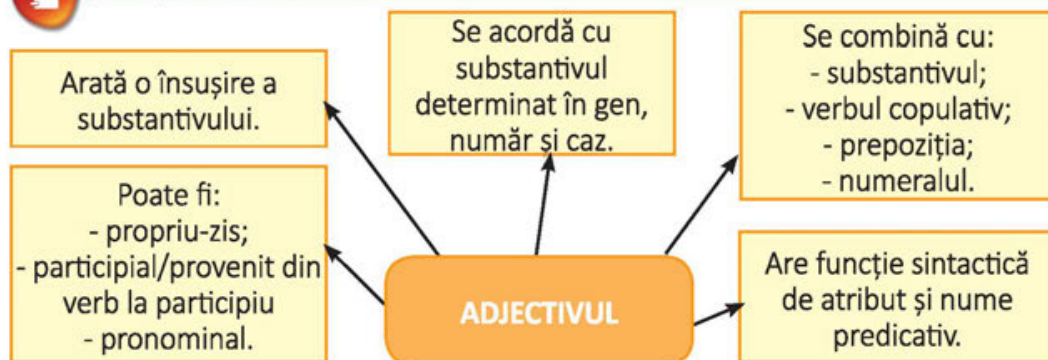 Arată o însușire a
substantivului.
Se acordă cu
substantivul
determinat în gen,
număr și caz.
Se combină cu:
- substantivul;
- verbul copulativ;
- prepoziția;
- numeralul.
Poate fi:
- propriu-zis;
- participial/provenit din
verb la participiu
- pronominal.
ADJECTIVUL
Are funcție sintactică
de atribut și nume
predicativ.